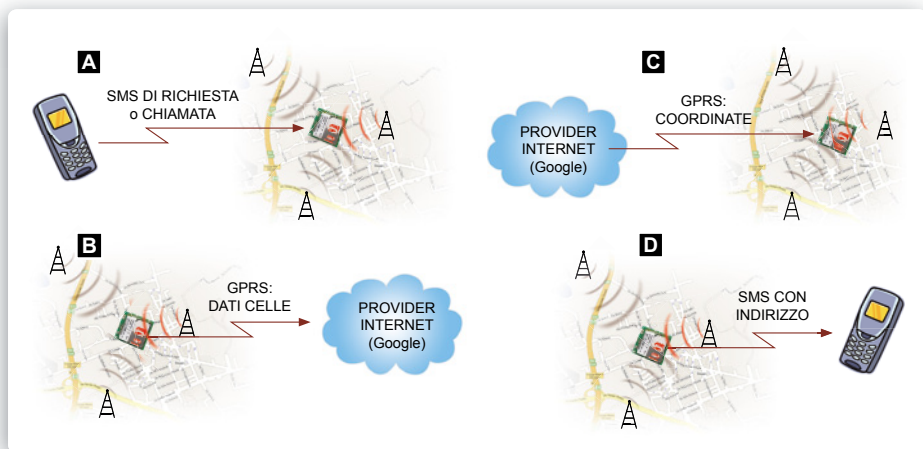 A
SMS DI RICHIESTA
o CHIAMATA
B
GPRS:
DATI CELLE
PROVIDER
INTERNET
(Google)
C
PROVIDER
INTERNET
(Google)
GPRS:
COORDINATE
D
SMS CON
INDIRIZZO